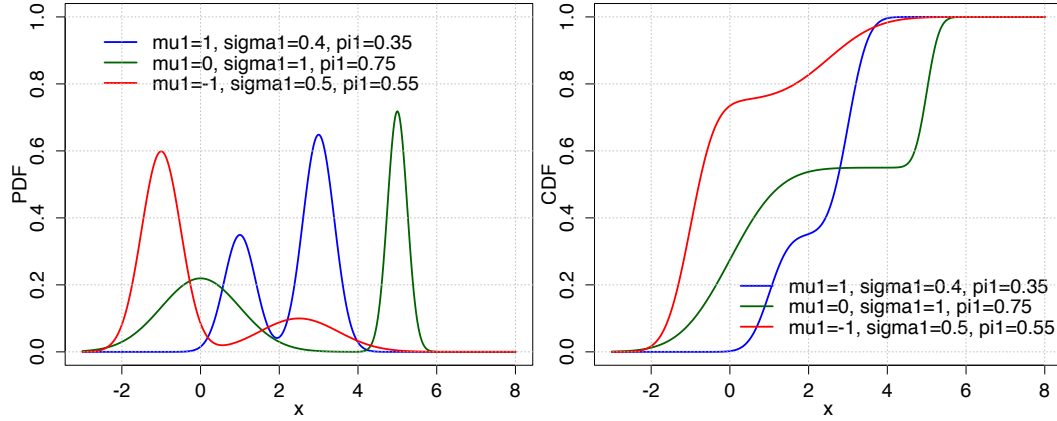 PDF
0.0
0.2
0.4
0.6
0.8
1.0
mu1=1, sigma1=0.4, pi1=0.35
mu1=0, sigma1=1, pi1=0.75
mu1=-1, sigma1=0.5, pi1=0.55
-2
0
2
4
6
8
x
CDF
0.0
0.2
0.4
0.6
0.8
1.0
mu1=1, sigma1=0.4, pi1=0.35
mu1=0, sigma1=1, pi1=0.75
mu1=-1, sigma1=0.5, pi1=0.55
-2
0
2
4
6
8
x